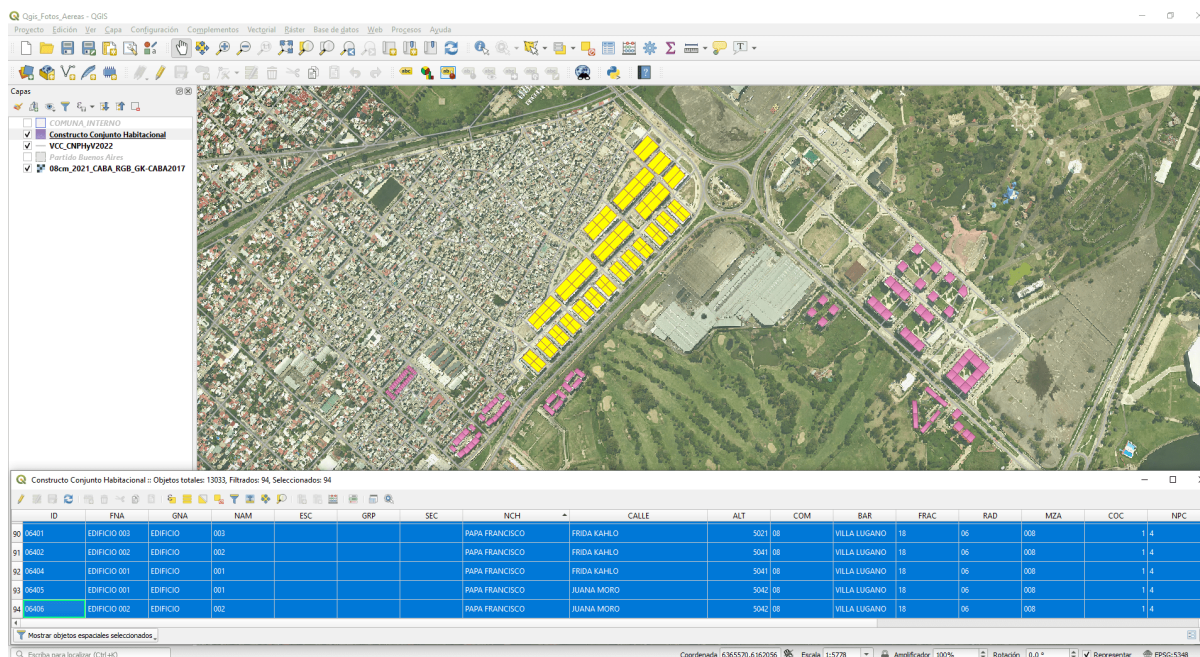 Qgis_Fotos_Aereas - QGIS
Proyecto Edición Ver Capa Configuración Complementos Vectorial Ráster Base de datos Web Procesos Ayuda
Capas
COMUNA_INTERNO
Constructo Conjunto Habitacional
VCC_CNPHyV2022
Partido Buenos Aires
08cm_2021_CABA_RGB_GK-CABA2017
Constructo Conjunto Habitacional :: Objetos totales: 13033, Filtrados: 94, Seleccionados: 94
ID FNA GNA NAM ESC GRP SEC NCH CALLE ALT COM BAR FRAC RAD MZA COC NPC
90 06401 EDIFICIO 003 EDIFICIO 003 PAPA FRANCISCO FRIDA KAHLO 5021 08 VILLA LUGANO 18 06 008 1 4
91 06402 EDIFICIO 002 EDIFICIO 002 PAPA FRANCISCO FRIDA KAHLO 5041 08 VILLA LUGANO 18 06 008 1 4
92 06404 EDIFICIO 001 EDIFICIO 001 PAPA FRANCISCO FRIDA KAHLO 5041 08 VILLA LUGANO 18 06 008 1 4
93 06405 EDIFICIO 001 EDIFICIO 001 PAPA FRANCISCO JUANA MORO 5042 08 VILLA LUGANO 18 06 008 1 4
94 06406 EDIFICIO 002 EDIFICIO 002 PAPA FRANCISCO JUANA MORO 5042 08 VILLA LUGANO 18 06 008 1 4
Mostrar objetos espaciales seleccionados
Escriba para localizar (Ctrl+K) Coordenada 6365570,6162056 Escala 1:5778 Amplificador 100% Rotación 0,0 ° Representar EPSG:5348